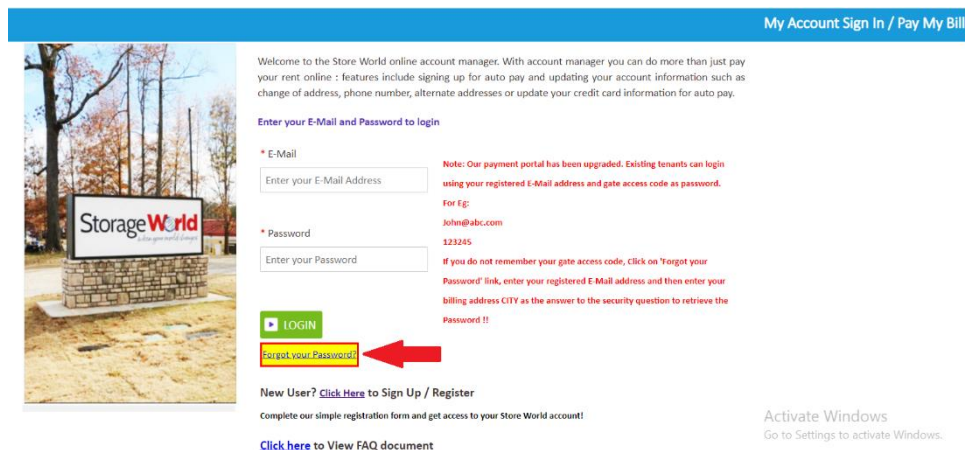 My Account Sign In / Pay My Bill
Welcome to the Store World online account manager. With account manager you can do more than just pay
your rent online : features include signing up for auto pay and updating your account information such as
change of address, phone number, alternate addresses or update your credit card information for auto pay.
Enter your E-Mail and Password to login
* E-Mail
Enter your E-Mail Address
* Password
Enter your Password
Note: Our payment portal has been upgraded. Existing tenants can login
using your registered E-Mail address and gate access code as password.
For Eg:
John@abc.com
123245
If you do not remember your gate access code, Click on 'Forgot your
Password' link, enter your registered E-Mail address and then enter your
billing address CITY as the answer to the security question to retrieve the
Password !!
StorageWorld
LOGIN
Forgot your Password?
New User? Click Here to Sign Up / Register
Complete our simple registration form and get access to your Store World account!
Click here to View FAQ document
Activate Windows
Go to Settings to activate Windows.